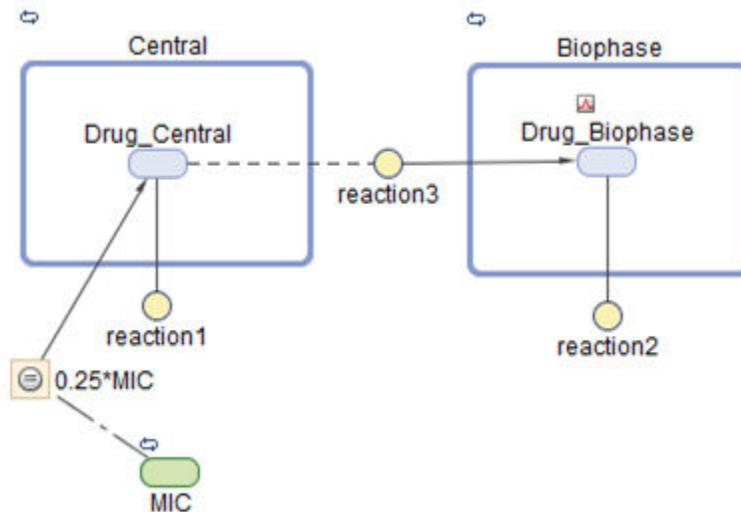 Central
Biophase
Drug_Central
Drug_Biophase
reaction3
reaction1
reaction2
0.25*MIC
MIC